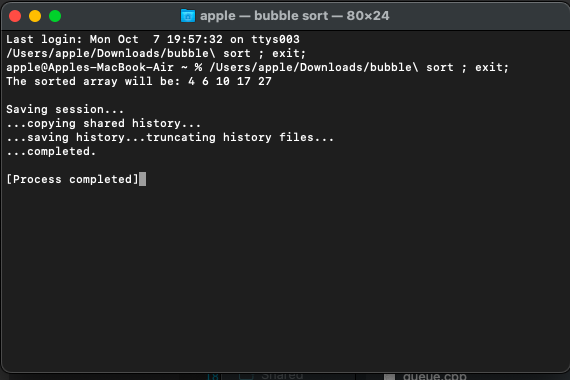 apple — bubble sort — 80×24
Last login: Mon Oct  7 19:57:32 on ttys003
/Users/apple/Downloads/bubble\ sort ; exit;
apple@Apples-MacBook-Air ~ % /Users/apple/Downloads/bubble\ sort ; exit;
The sorted array will be: 4 6 10 17 27
Saving session...
...copying shared history...
...saving history...truncating history files...
...completed.
[Process completed]
Shared
queue.cpp